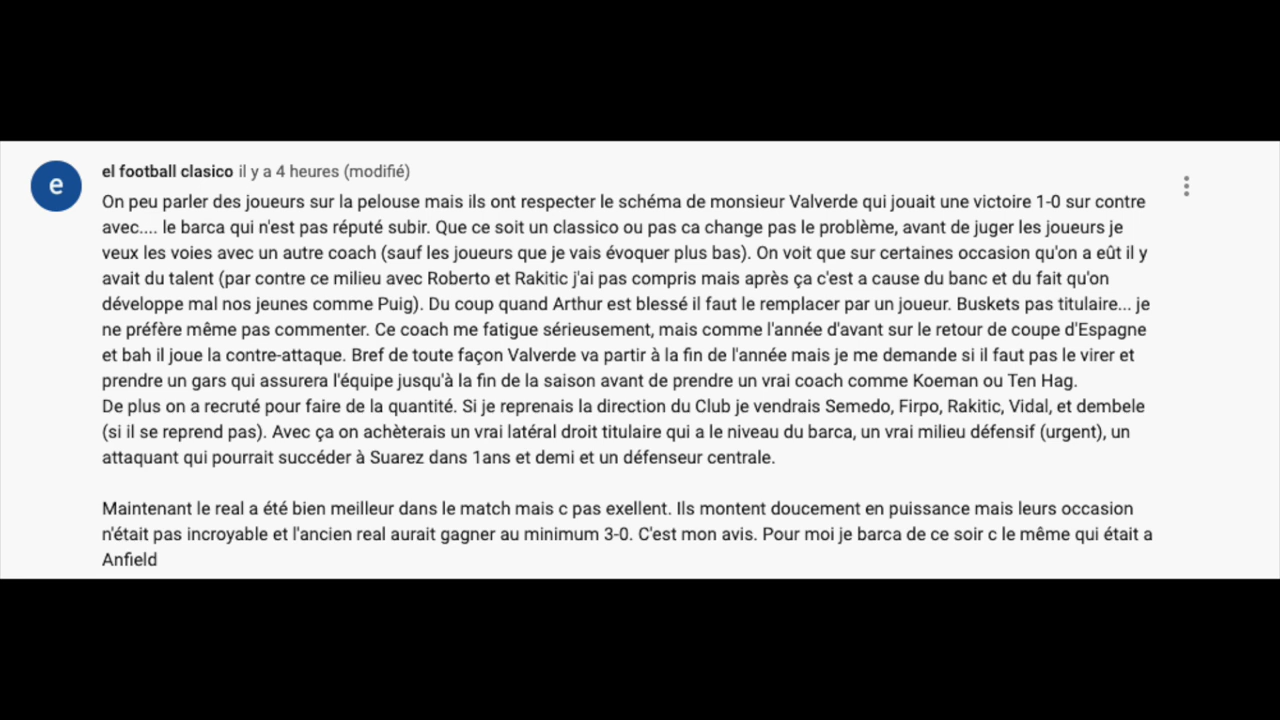 e
el football clasico il y a 4 heures (modifié)
On peu parler des joueurs sur la pelouse mais ils ont respecter le schéma de monsieur Valverde qui jouait une victoire 1-0 sur contre
avec.... le barca qui n'est pas réputé subir. Que ce soit un classico ou pas ca change pas le problème, avant de juger les joueurs je
veux les voies avec un autre coach (sauf les joueurs que je vais évoquer plus bas). On voit que sur certaines occasion qu'on a eût il y
avait du talent (par contre ce milieu avec Roberto et Rakitic j'ai pas compris mais après ça c'est a cause du banc et du fait qu'on
développe mal nos jeunes comme Puig). Du coup quand Arthur est blessé il faut le remplacer par un joueur. Buskets pas titulaire... je
ne préfère même pas commenter. Ce coach me fatigue sérieusement, mais comme l'année d'avant sur le retour de coupe d'Espagne
et bah il joue la contre-attaque. Bref de toute façon Valverde va partir à la fin de l'année mais je me demande si il faut pas le virer et
prendre un gars qui assurera l'équipe jusqu'à la fin de la saison avant de prendre un vrai coach comme Koeman ou Ten Hag.
De plus on a recruté pour faire de la quantité. Si je reprenais la direction du Club je vendrais Semedo, Firpo, Rakitic, Vidal, et dembele
(si il se reprend pas). Avec ça on achèterais un vrai latéral droit titulaire qui a le niveau du barca, un vrai milieu défensif (urgent), un
attaquant qui pourrait succéder à Suarez dans 1ans et demi et un défenseur centrale.
Maintenant le real a été bien meilleur dans le match mais c pas exellent. Ils montent doucement en puissance mais leurs occasion
n'était pas incroyable et l'ancien real aurait gagner au minimum 3-0. C'est mon avis. Pour moi je barca de ce soir c le même qui était a
Anfield